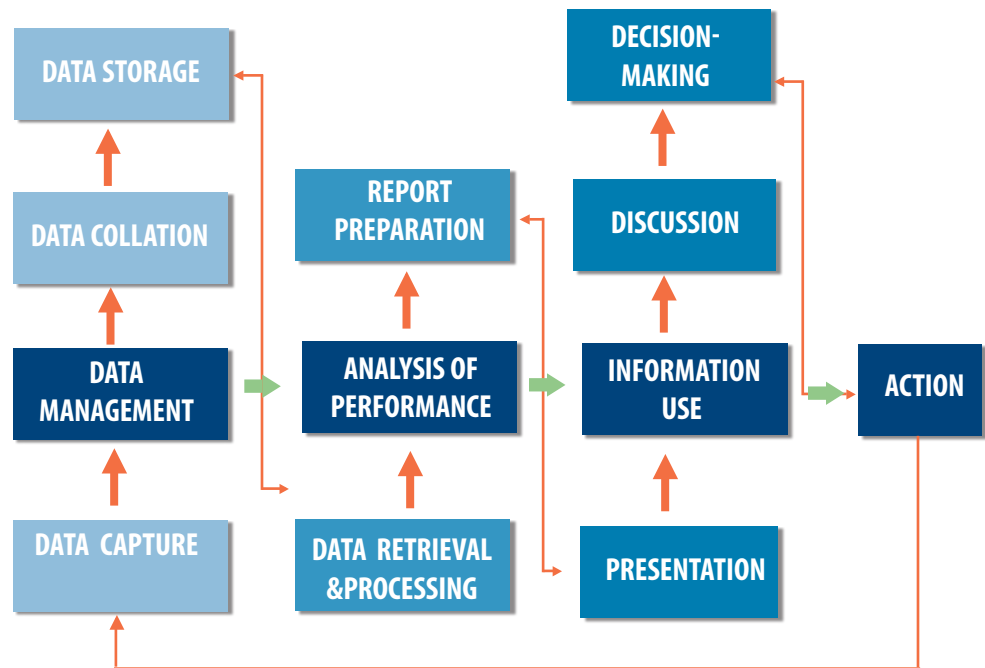 DATA STORAGE
DATA COLLATION
DATA
MANAGEMENT
DATA CAPTURE
REPORT
PREPARATION
ANALYSIS OF
PERFORMANCE
DATA RETRIEVAL
&PROCESSING
DECISION-
MAKING
DISCUSSION
INFORMATION
USE
PRESENTATION
ACTION